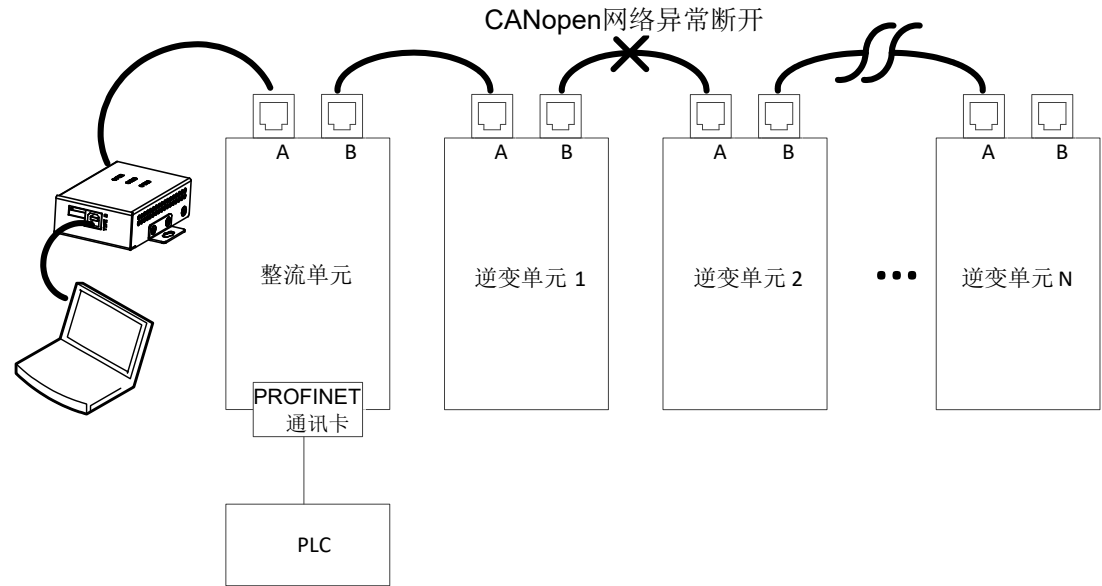 CANopen网络异常断开
A
B
A
B
A
B
A
B
整流单元
逆变单元 1
逆变单元 2
逆变单元 N
PROFINET
通讯卡
PLC